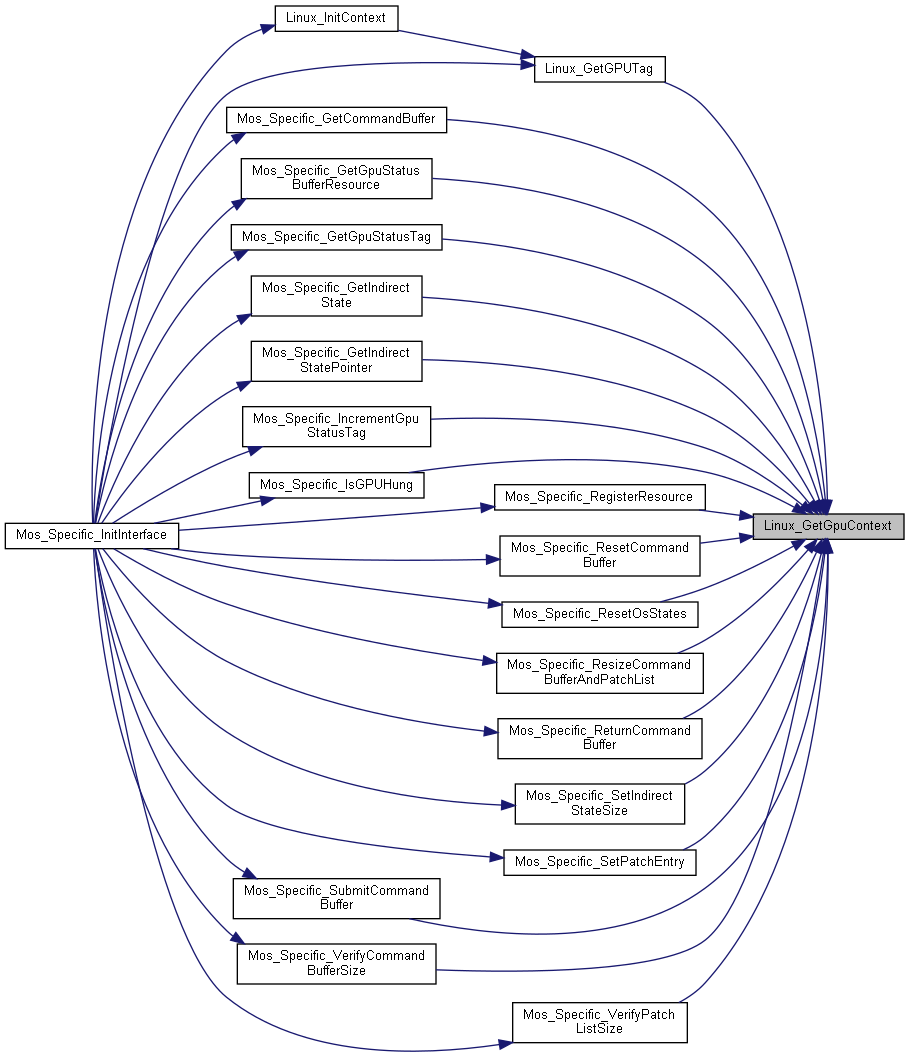 Linux_InitContext
Linux_GetGPUTag
Mos_Specific_GetCommandBuffer
Mos_Specific_GetGpuStatus
BufferResource
Mos_Specific_GetGpuStatusTag
Mos_Specific_GetIndirect
State
Mos_Specific_GetIndirect
StatePointer
Mos_Specific_IncrementGpu
StatusTag
Mos_Specific_IsGPUHung
Mos_Specific_RegisterResource
Linux_GetGpuContext
Mos_Specific_InitInterface
Mos_Specific_ResetCommand
Buffer
Mos_Specific_ResetOsStates
Mos_Specific_ResizeCommand
BufferAndPatchList
Mos_Specific_ReturnCommand
Buffer
Mos_Specific_SetIndirect
StateSize
Mos_Specific_SetPatchEntry
Mos_Specific_SubmitCommand
Buffer
Mos_Specific_VerifyCommand
BufferSize
Mos_Specific_VerifyPatch
ListSize